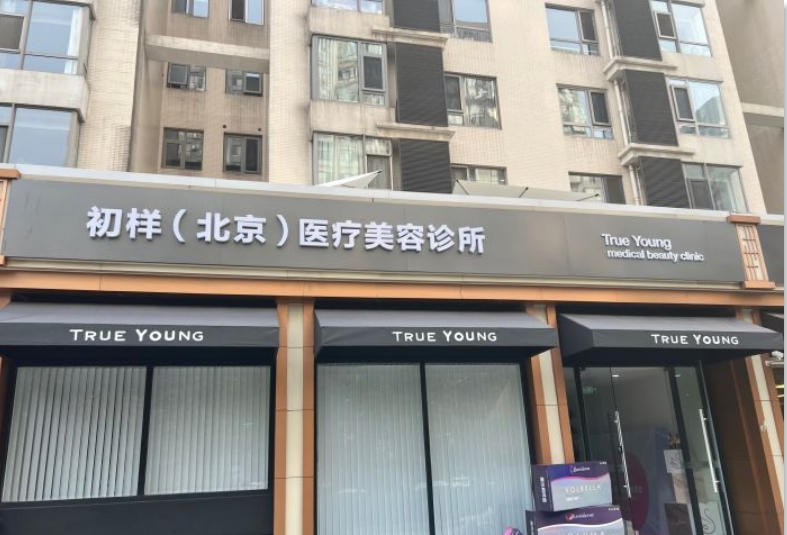 初样（北京）医疗美容诊所
True Young
medical beauty clinic
TRUE YOUNG
TRUE YOUNG
TRUE YOUNG
VOLBELLA